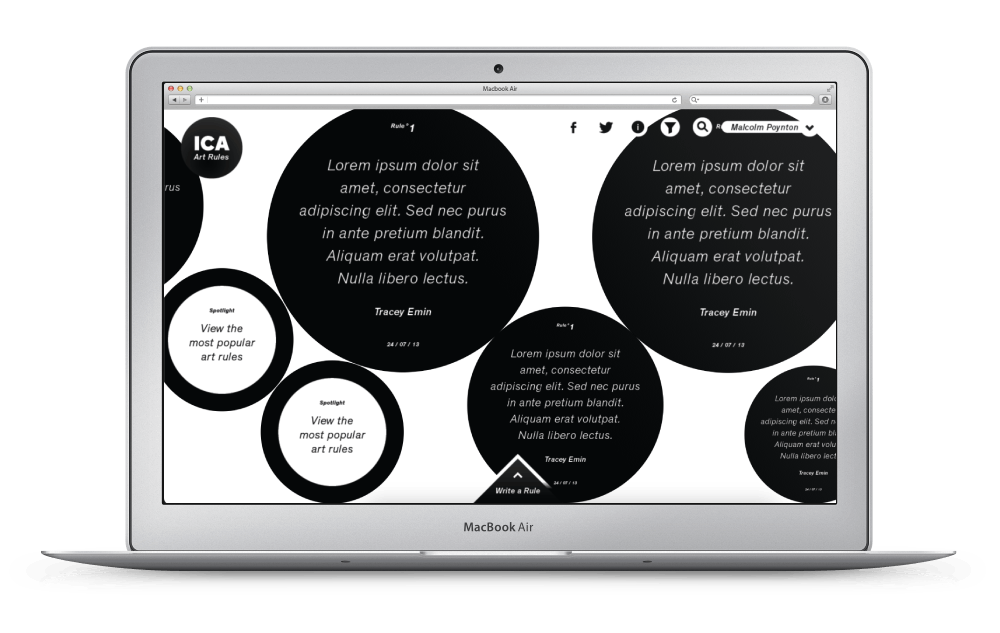 Macbook Air
ICA
Art Rules
Malcolm Poynton
rus
Rule º 1
Lorem ipsum dolor sit
amet, consectetur
adipiscing elit. Sed nec purus
in ante pretium blandit.
Aliquam erat volutpat.
Nulla libero lectus.
Tracey Emin
24 / 07 / 13
R
Lorem ipsum dolor sit
amet, consectetur
adipiscing elit. Sed nec purus
in ante pretium blandit.
Aliquam erat volutpat.
Nulla libero lectus.
Tracey Emin
24 / 07 / 13
Spotlight
View the
most popular
art rules
Spotlight
View the
most popular
art rules
Rule º 1
Lorem ipsum dolor sit
amet, consectetur
adipiscing elit. Sed nec purus
in ante pretium blandit.
Aliquam erat volutpat.
Nulla libero lectus.
Tracey Emin
24 / 07 / 13
Write a Rule
Rule º 1
Lorem ipsum dolor
amet, consecte
adipiscing elit. Sed n
in ante pretium bl
Aliquam erat volu
Nulla libero lect
Tracey Emin
24 / 07 / 13
MacBook Air